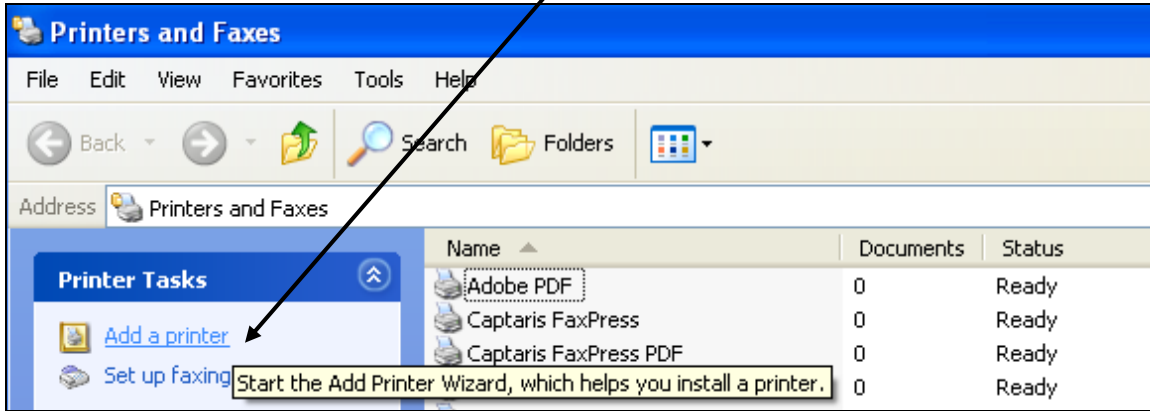 Printers and Faxes
File Edit View Favorites Tools Help
Back Search Folders
Address Printers and Faxes
Name Documents Status
Printer Tasks
Adobe PDF 0 Ready
Add a printer
Captaris FaxPress 0 Ready
Captaris FaxPress PDF 0 Ready
Set up faxing
Start the Add Printer Wizard, which helps you install a printer.
0 Ready